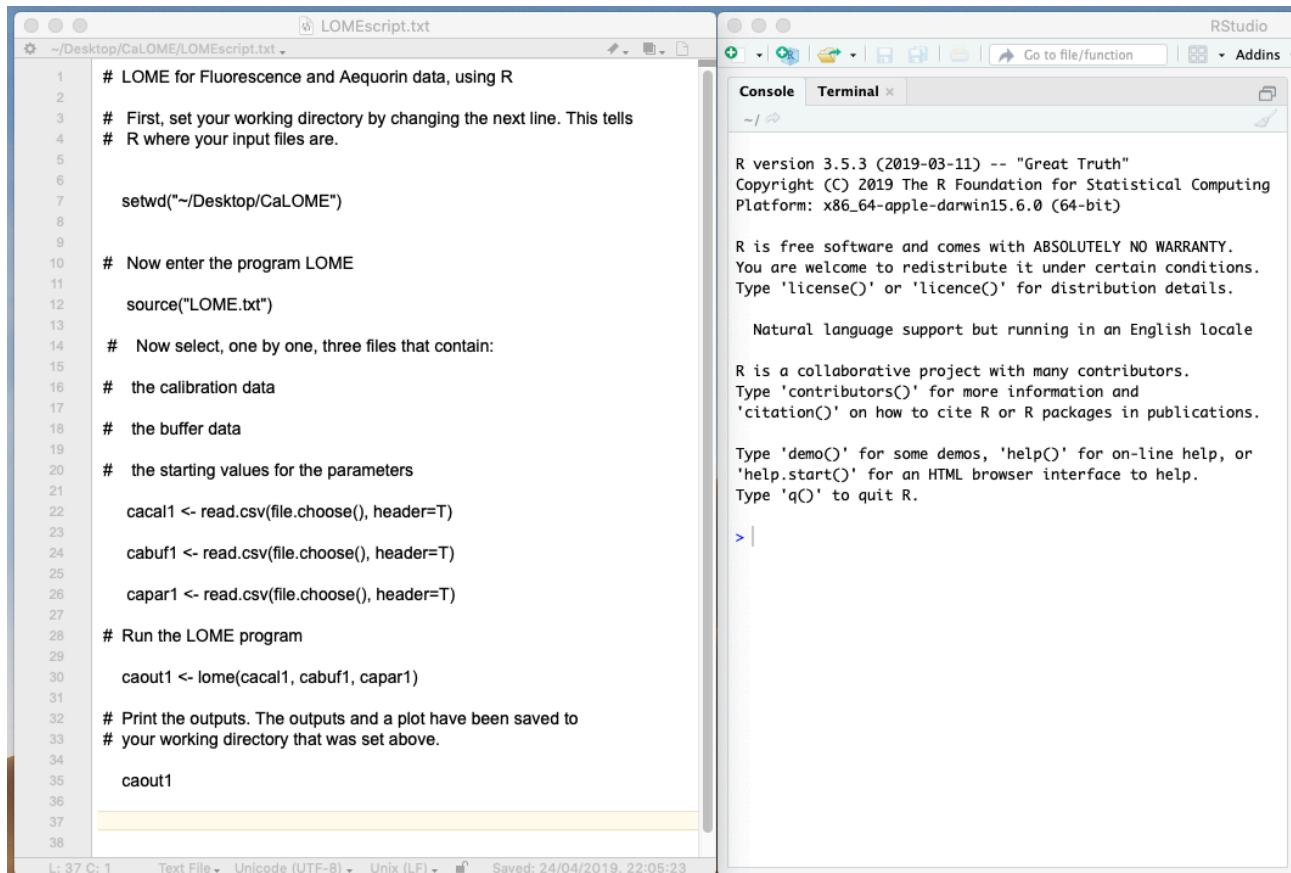 LOMEscript.txt
~/Desktop/CaLOME/LOMEscript.txt
1 # LOME for Fluorescence and Aequorin data, using R
2
3 # First, set your working directory by changing the next line. This tells
4 # R where your input files are.
5
6
7 setwd("~/Desktop/CaLOME")
8
9
10 # Now enter the program LOME
11
12 source("LOME.txt")
13
14 # Now select, one by one, three files that contain:
15
16 # the calibration data
17
18 # the buffer data
19
20 # the starting values for the parameters
21
22 cacal1 <- read.csv(file.choose(), header=T)
23
24 cabuf1 <- read.csv(file.choose(), header=T)
25
26 capar1 <- read.csv(file.choose(), header=T)
27
28 # Run the LOME program
29
30 caout1 <- lome(cacal1, cabuf1, capar1)
31
32 # Print the outputs. The outputs and a plot have been saved to
33 # your working directory that was set above.
34
35 caout1
36
37
38
L: 37 C: 1 Text File Unicode (UTF-8) Unix (LF) Saved: 24/04/2019, 22:05:23
RStudio
Go to file/function Addins
Console Terminal ×
~/
R version 3.5.3 (2019-03-11) -- "Great Truth"
Copyright (C) 2019 The R Foundation for Statistical Computing
Platform: x86_64-apple-darwin15.6.0 (64-bit)
R is free software and comes with ABSOLUTELY NO WARRANTY.
You are welcome to redistribute it under certain conditions.
Type 'license()' or 'licence()' for distribution details.
Natural language support but running in an English locale
R is a collaborative project with many contributors.
Type 'contributors()' for more information and
'citation()' on how to cite R or R packages in publications.
Type 'demo()' for some demos, 'help()' for on-line help, or
'help.start()' for an HTML browser interface to help.
Type 'q()' to quit R.
>